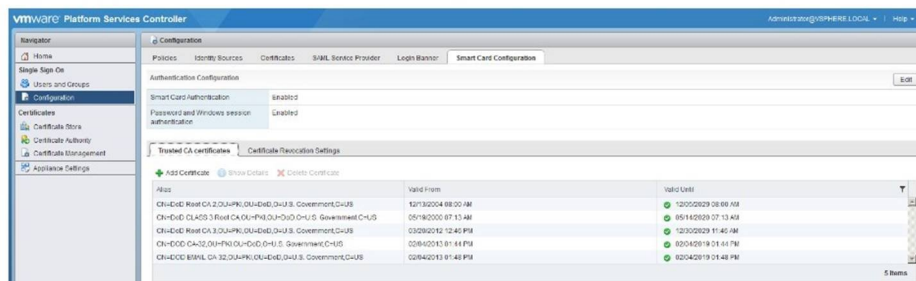 vmware Platform Services Controller
Administrator@VSPHERE.LOCAL | Help
Navigator
Home
Single Sign On
Users and Groups
Configuration
Certificates
Certificate Store
Certificate Authority
Certificate Management
Appliance Settings
Configuration
Policies Identity Sources Certificates SAML Service Provider Login Banner Smart Card Configuration
Authentication Configuration
Edit
Smart Card Authentication Enabled
Password and Windows session authentication Enabled
Trusted CA certificates Certificate Revocation Settings
Add Certificate Show Details Delete Certificate
Alias Valid From Valid Until
CN=DoD Root CA 2,OU=PKI,OU=DoD,O=U.S. Government,C=US 12/13/2004 08:00 AM 12/05/2029 08:00 AM
CN=DoD CLASS 3 Root CA,OU=PKI,OU=DoD,O=U.S. Government,C=US 05/19/2000 07:13 AM 05/14/2020 07:13 AM
CN=DoD Root CA 3,OU=PKI,OU=DoD,O=U.S. Government,C=US 03/20/2012 12:46 PM 12/30/2029 11:46 AM
CN=DOD CA-32,OU=PKI,OU=DoD,O=U.S. Government,C=US 02/04/2013 01:44 PM 02/04/2019 01:44 PM
CN=DOD EMAIL CA-32,OU=PKI,OU=DoD,O=U.S. Government,C=US 02/04/2013 01:48 PM 02/04/2019 01:48 PM
5 items